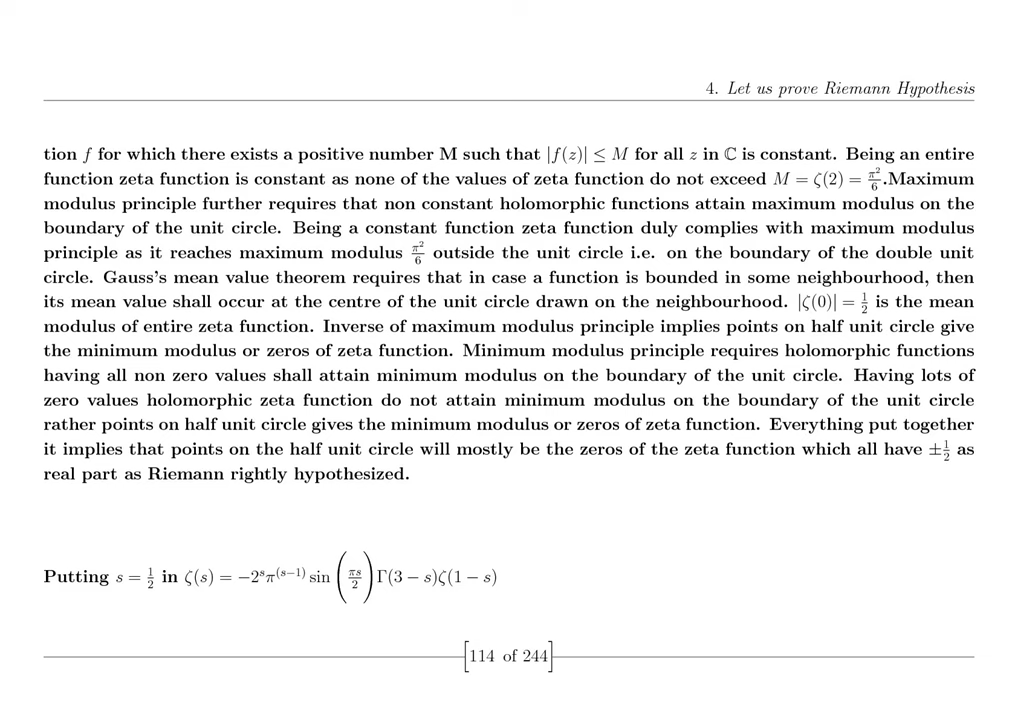 4. Let us prove Riemann Hypothesis
tion f for which there exists a positive number M such that |f(z)| ≤ M for all z in ℂ is constant. Being an entire
function zeta function is constant as none of the values of zeta function do not exceed M = ζ(2) = π²/6.Maximum
modulus principle further requires that non constant holomorphic functions attain maximum modulus on the
boundary of the unit circle. Being a constant function zeta function duly complies with maximum modulus
principle as it reaches maximum modulus π²/6 outside the unit circle i.e. on the boundary of the double unit
circle. Gauss's mean value theorem requires that in case a function is bounded in some neighbourhood, then
its mean value shall occur at the centre of the unit circle drawn on the neighbourhood. |ζ(0)| = 1/2 is the mean
modulus of entire zeta function. Inverse of maximum modulus principle implies points on half unit circle give
the minimum modulus or zeros of zeta function. Minimum modulus principle requires holomorphic functions
having all non zero values shall attain minimum modulus on the boundary of the unit circle. Having lots of
zero values holomorphic zeta function do not attain minimum modulus on the boundary of the unit circle
rather points on half unit circle gives the minimum modulus or zeros of zeta function. Everything put together
it implies that points on the half unit circle will mostly be the zeros of the zeta function which all have ±1/2 as
real part as Riemann rightly hypothesized.
Putting s = 1/2 in ζ(s) = −2^s π^(s−1) sin(πs/2) Γ(3 − s)ζ(1 − s)
[114 of 244]